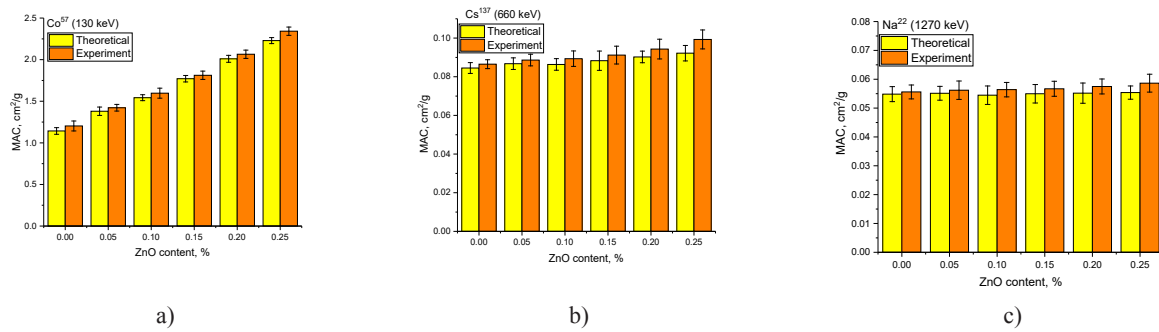 Co⁵⁷ (130 keV)
Theoretical
Experiment
2.5
2.0
1.5
1.0
0.5
0.0
MAC, cm²/g
0.00 0.05 0.10 0.15 0.20 0.25
ZnO content, %
a)
Cs¹³⁷ (660 keV)
Theoretical
Experiment
0.10
0.08
0.06
0.04
0.02
0.00
MAC, cm²/g
0.00 0.05 0.10 0.15 0.20 0.25
ZnO content, %
b)
Na²² (1270 keV)
Theoretical
Experiment
0.08
0.07
0.06
0.05
0.04
0.03
0.02
0.01
0.00
MAC, cm²/g
0.00 0.05 0.10 0.15 0.20 0.25
ZnO content, %
c)